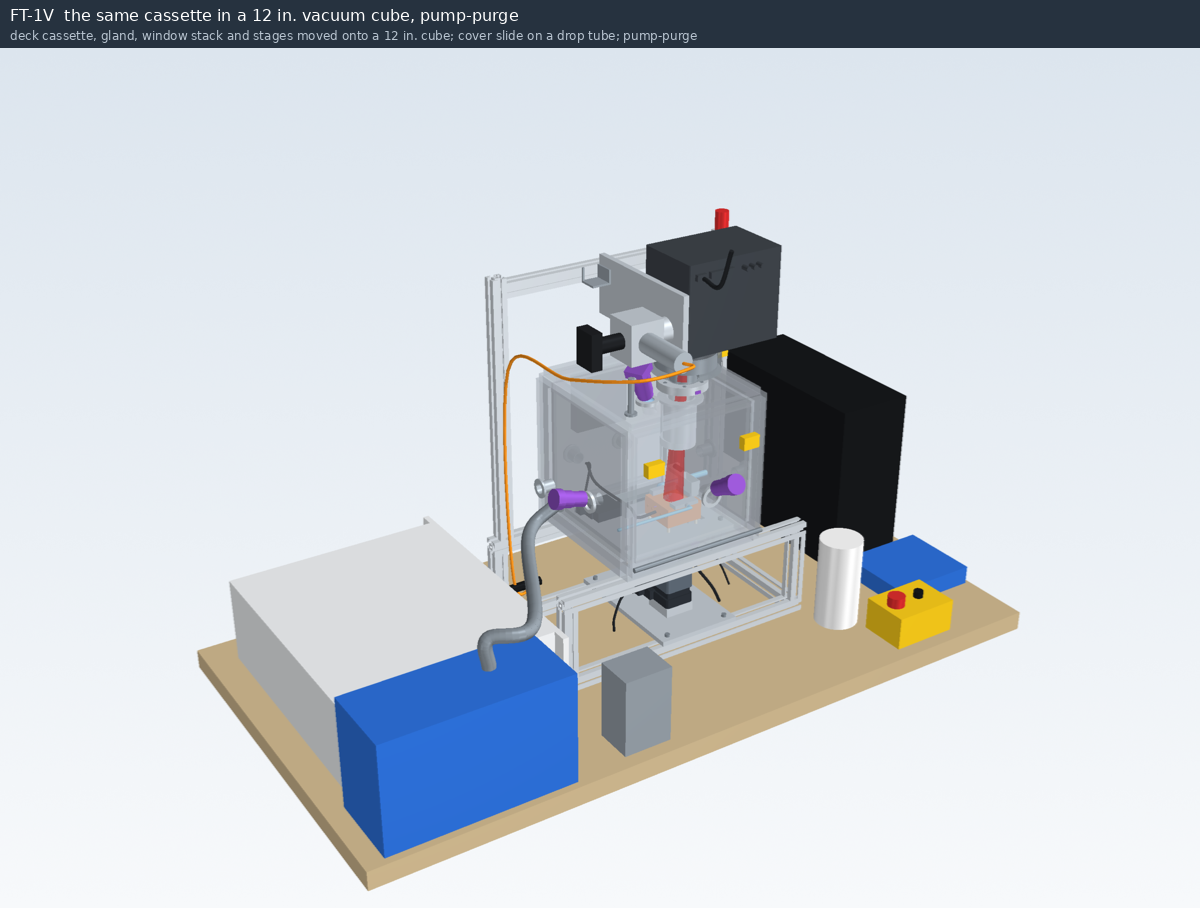 FT-1V  the same cassette in a 12 in. vacuum cube, pump-purge
deck cassette, gland, window stack and stages moved onto a 12 in. cube; cover slide on a drop tube; pump-purge